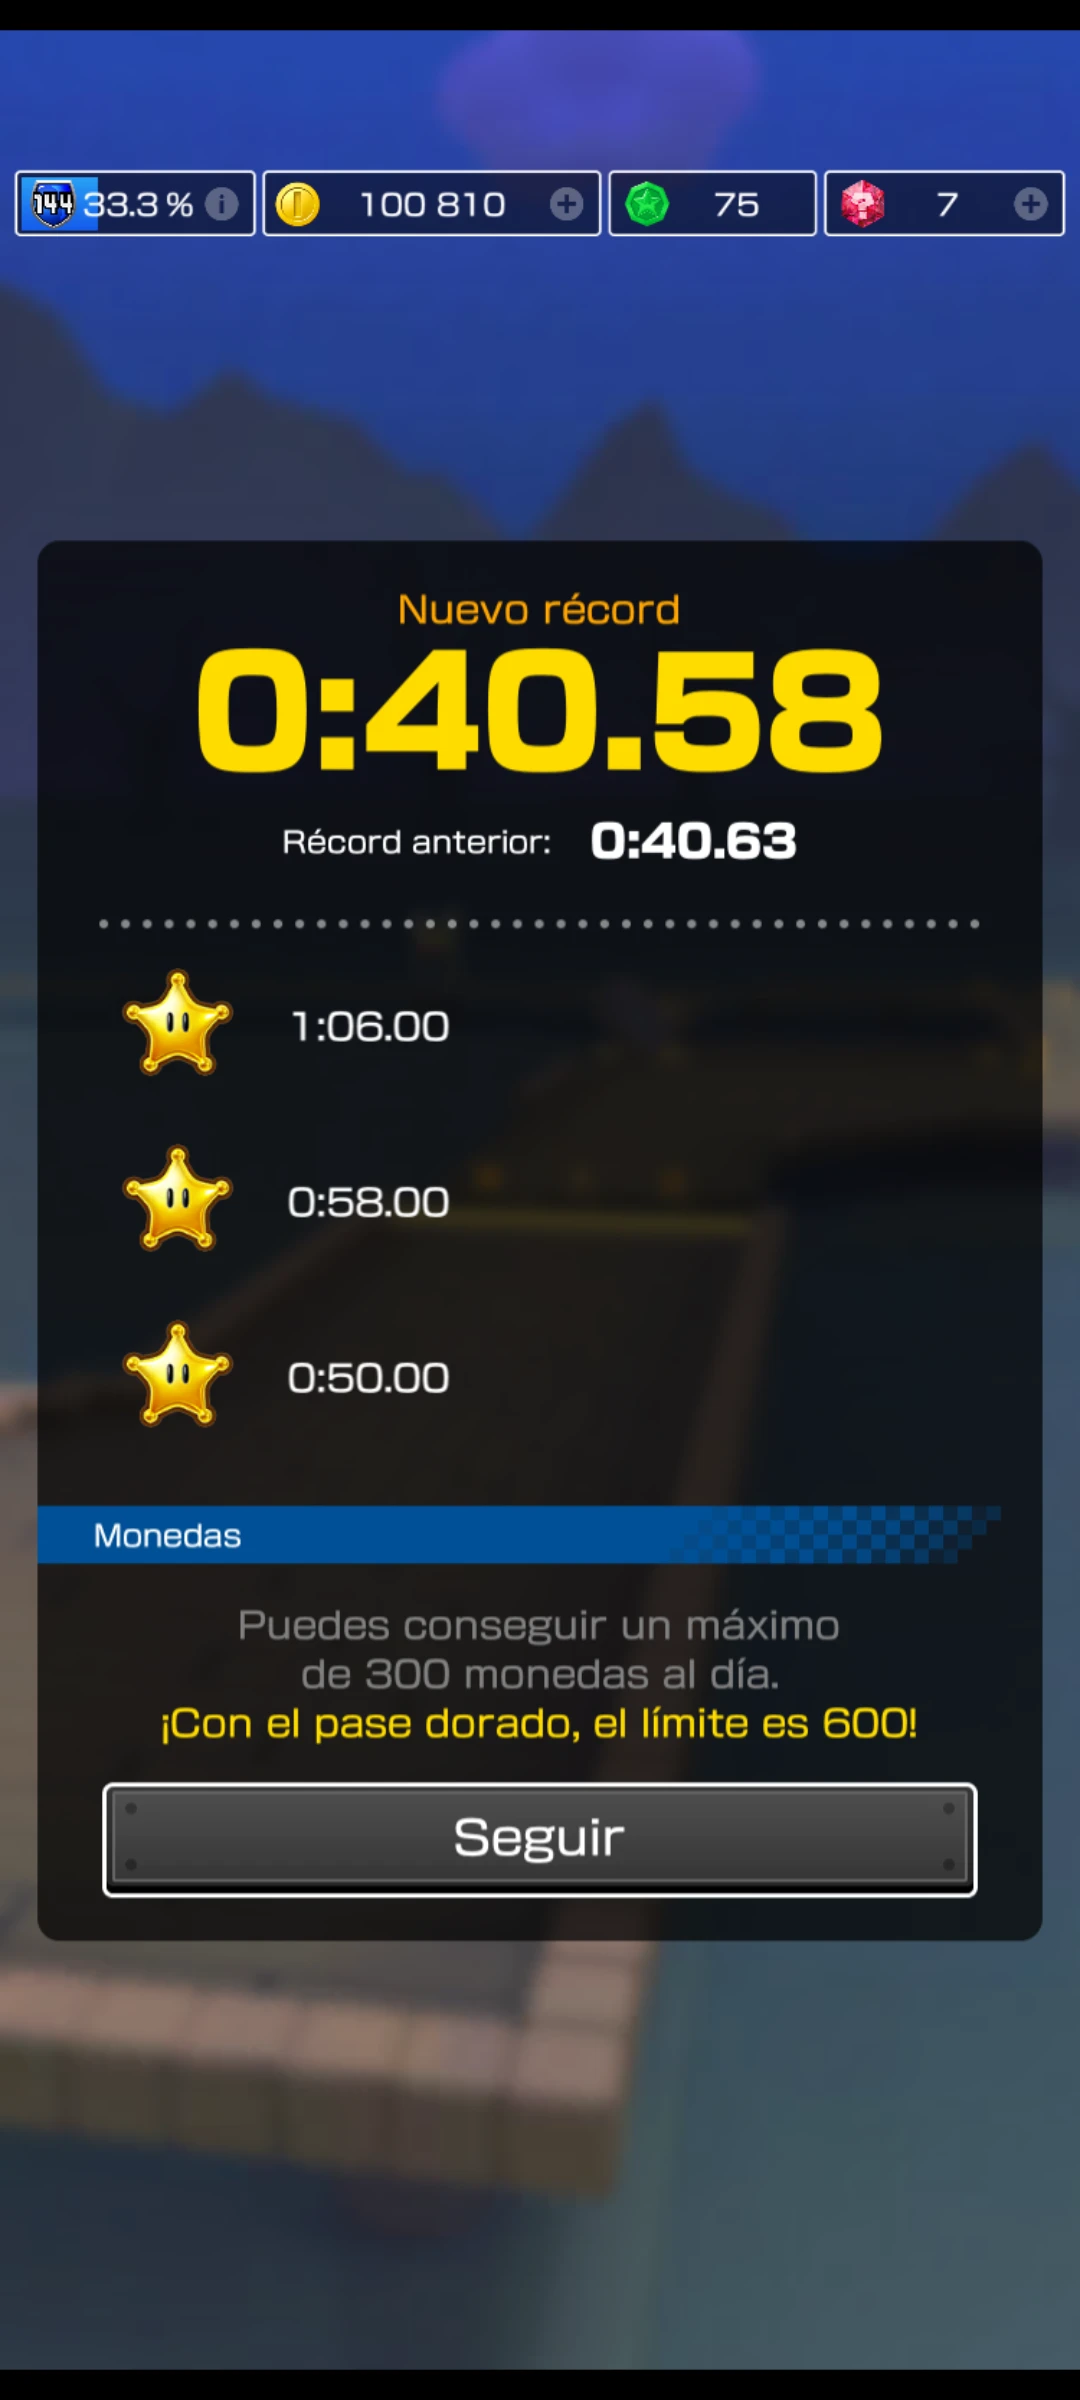 144 33.3 % i 100 810 + 75 7 +
Nuevo récord
0:40.58
Récord anterior: 0:40.63
1:06.00
0:58.00
0:50.00
Monedas
Puedes conseguir un máximo
de 300 monedas al día.
¡Con el pase dorado, el límite es 600!
Seguir